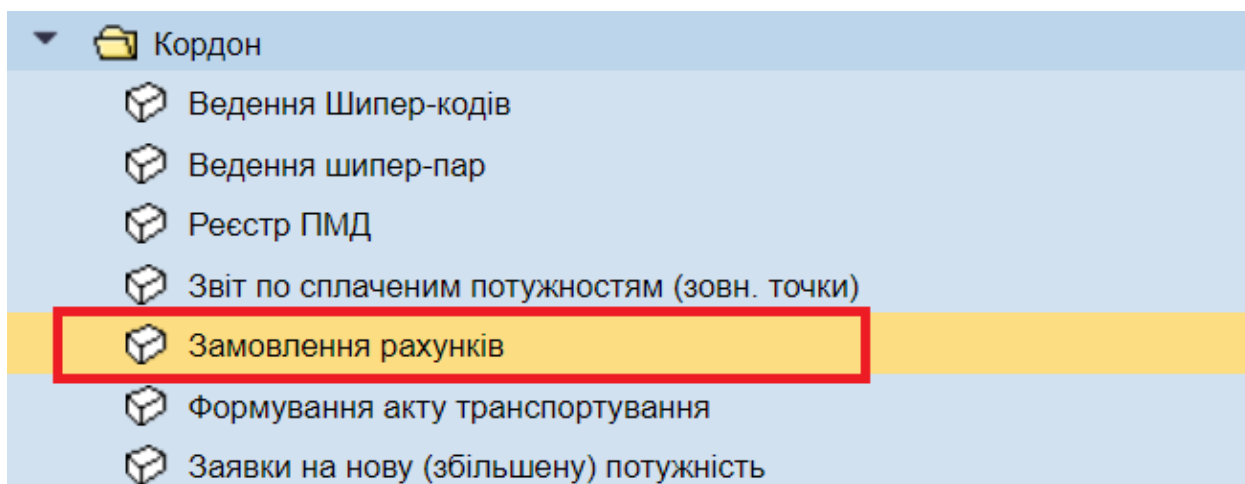 Кордон
Ведення Шипер-кодів
Ведення шипер-пар
Реєстр ПМД
Звіт по сплаченим потужностям (зовн. точки)
Замовлення рахунків
Формування акту транспортування
Заявки на нову (збільшену) потужність